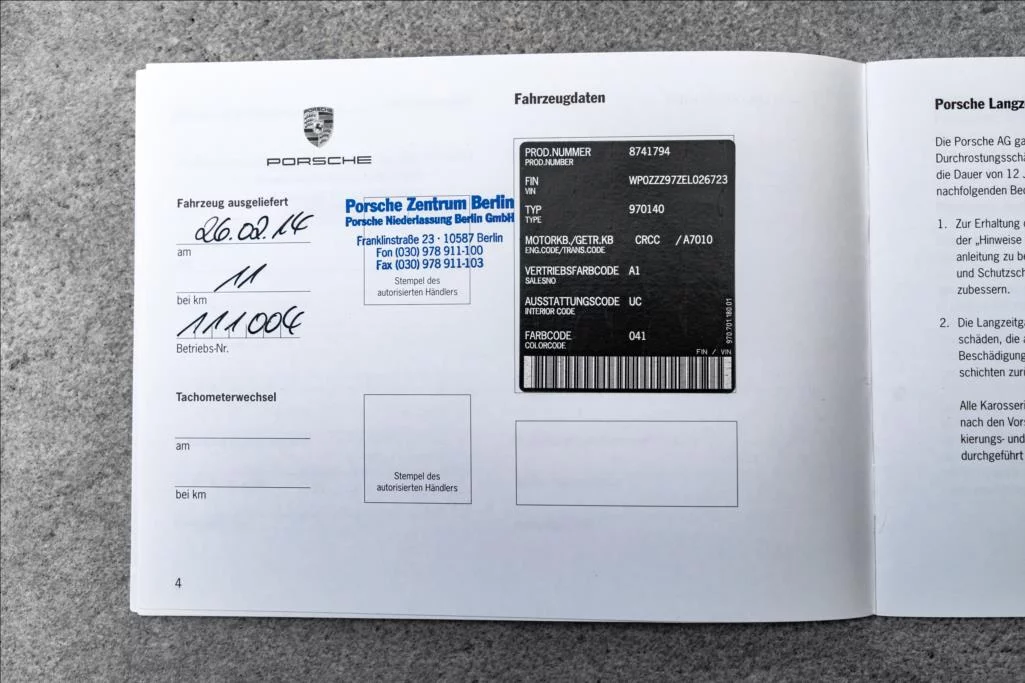 PORSCHE
PORSCHE
Fahrzeug ausgeliefert
26.02.14
am
11
bei km
111004
Betriebs-Nr.
Porsche Zentrum Berlin
Porsche Niederlassung Berlin GmbH
Franklinstraße 23 · 10587 Berlin
Fon (030) 978 911-100
Fax (030) 978 911-103
Stempel des
autorisierten Händlers
Tachometerwechsel
am
bei km
Stempel des
autorisierten Händlers
4
Fahrzeugdaten
PROD.NUMMER 8741794
PROD.NUMBER
FIN WP0ZZZ97ZEL026723
VIN
TYP 970140
TYPE
MOTORKB./GETR.KB CRCC / A7010
ENG.CODE/TRANS.CODE
VERTRIEBSFARBCODE A1
SALESNO
AUSSTATTUNGSCODE UC
INTERIOR CODE
FARBCODE 041
COLORCODE
FIN / VIN
970.701.180.01
Porsche Langz
Die Porsche AG ga
Durchrostungsschä
die Dauer von 12 J
nachfolgenden Bed
1. Zur Erhaltung
der „Hinweise
anleitung zu be
und Schutzsch
zubessern.
2. Die Langzeitga
schäden, die a
Beschädigung
schichten zurü
Alle Karosseri
nach den Vors
kierungs- und
durchgeführt